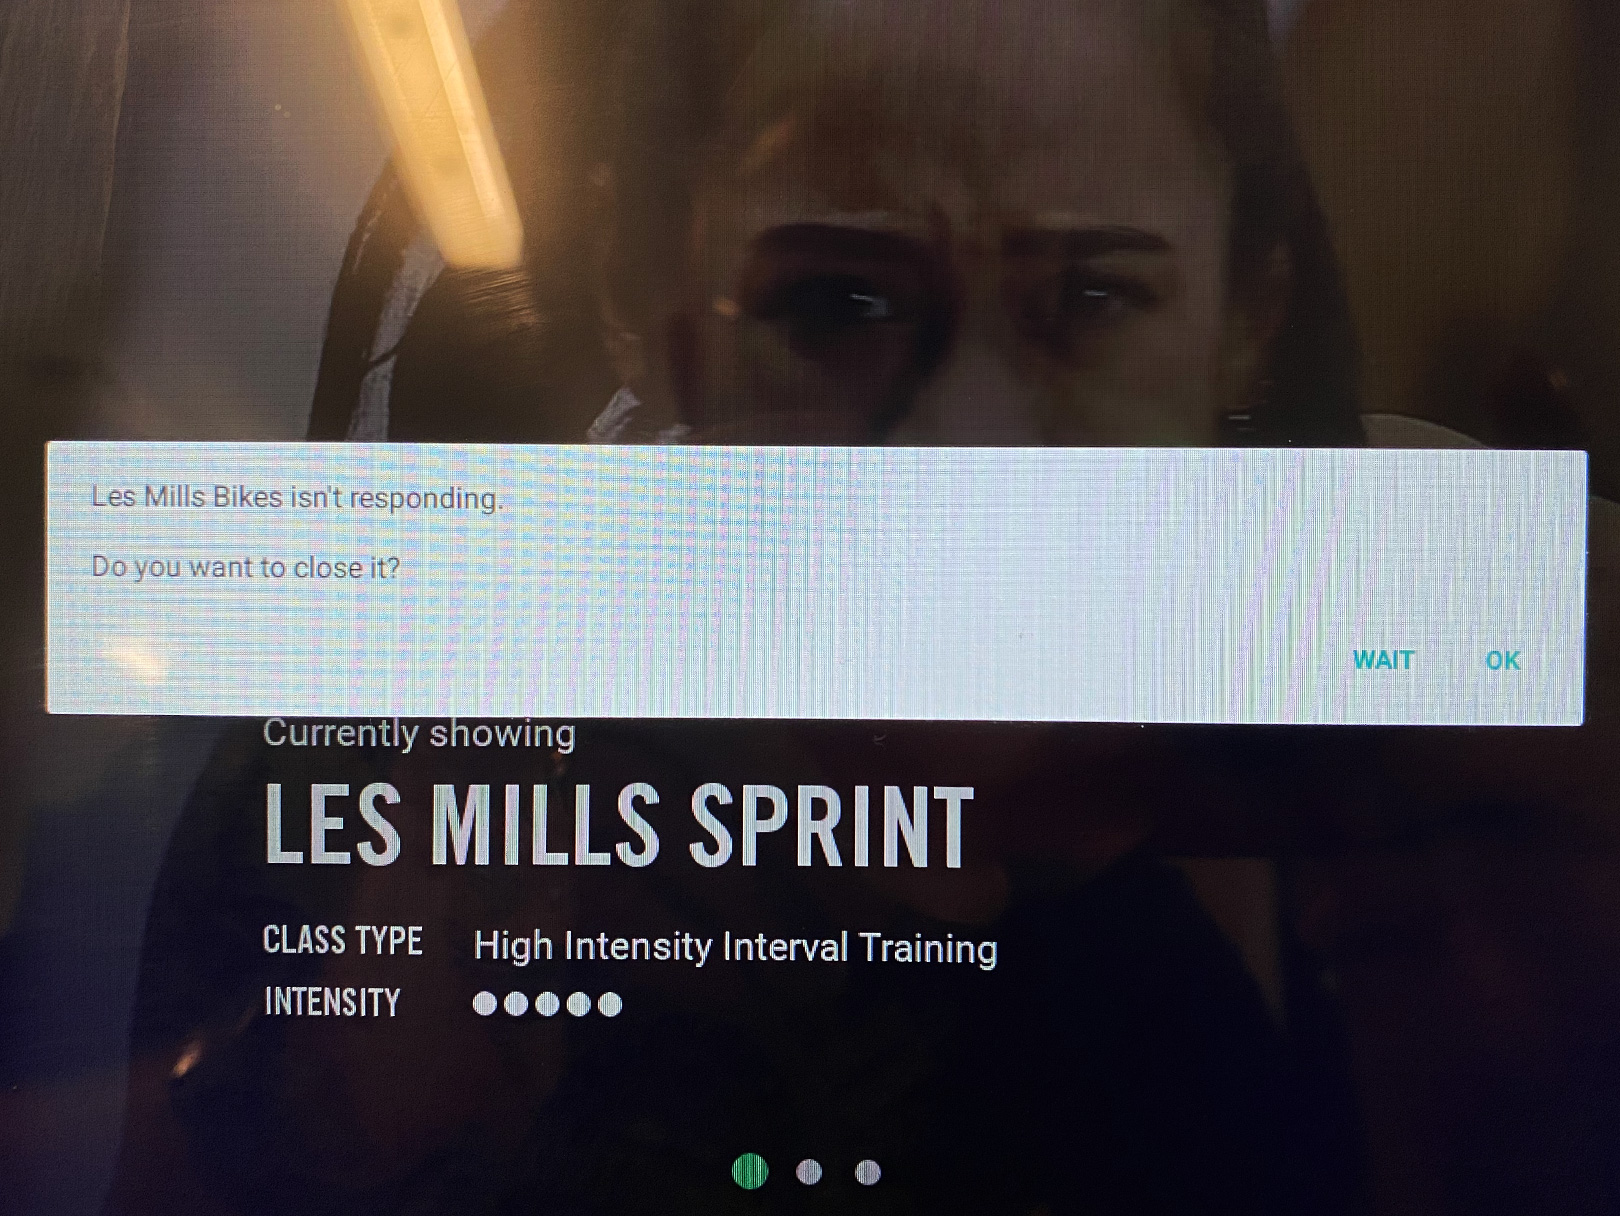 Les Mills Bikes isn't responding.
Do you want to close it?
WAIT OK
Currently showing
LES MILLS SPRINT
CLASS TYPE High Intensity Interval Training
INTENSITY